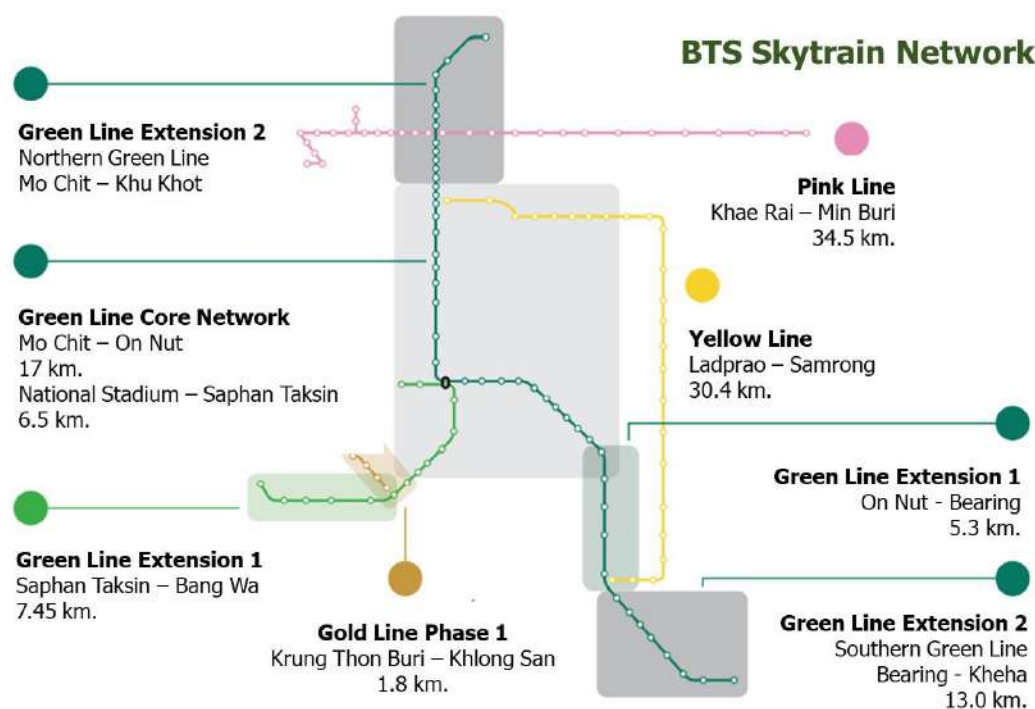 BTS Skytrain Network
Green Line Extension 2
Northern Green Line
Mo Chit – Khu Khot
Pink Line
Khae Rai – Min Buri
34.5 km.
Green Line Core Network
Mo Chit – On Nut
17 km.
National Stadium – Saphan Taksin
6.5 km.
Yellow Line
Ladprao – Samrong
30.4 km.
Green Line Extension 1
On Nut - Bearing
5.3 km.
Green Line Extension 1
Saphan Taksin – Bang Wa
7.45 km.
Gold Line Phase 1
Krung Thon Buri – Khlong San
1.8 km.
Green Line Extension 2
Southern Green Line
Bearing - Kheha
13.0 km.